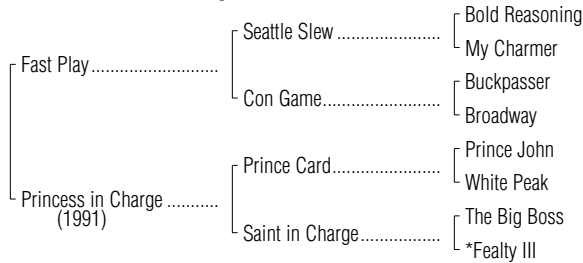 Bold Reasoning
Seattle Slew ..................
My Charmer
Fast Play ......................
Buckpasser
Con Game.....................
Broadway
Prince John
Prince Card...................
White Peak
Princess in Charge ...........
(1991)
The Big Boss
Saint in Charge..............
*Fealty III